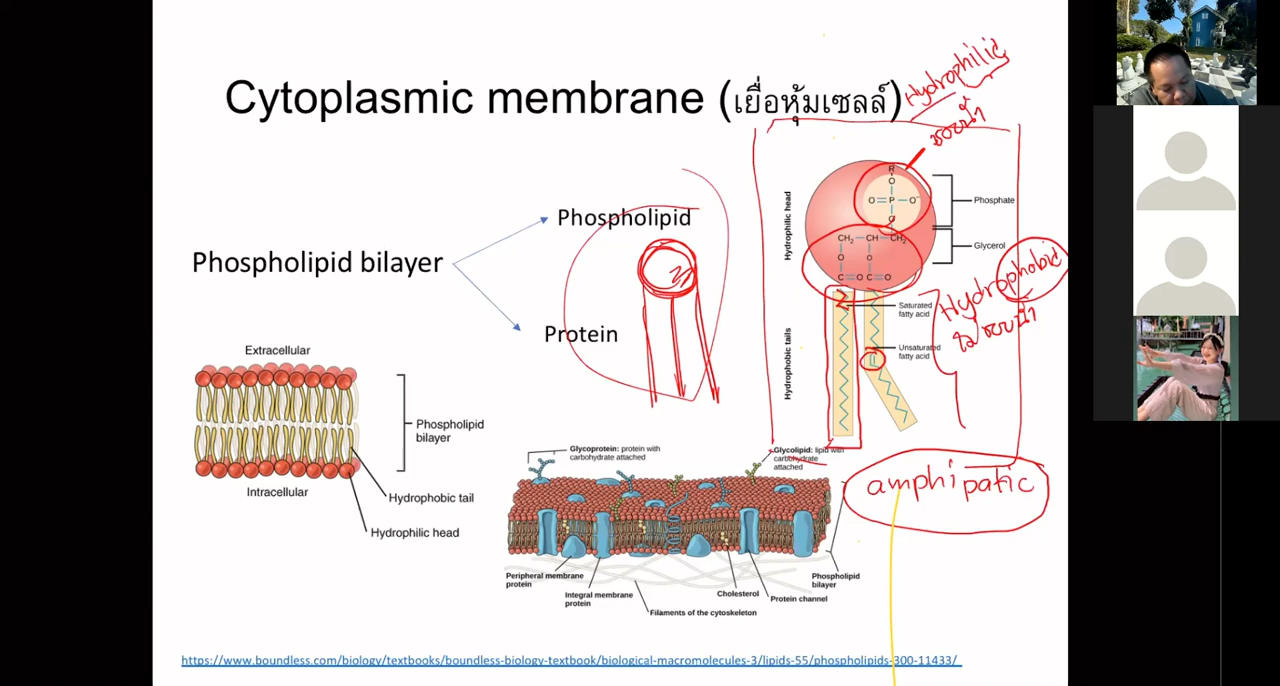 Cytoplasmic membrane (เยื่อหุ้มเซลล์)
Hydrophilic
ชอบน้ำ
Phospholipid bilayer
Phospholipid
Protein
Hydrophilic head
R
O
O=P—O⁻
O
CH₂—CH—CH₂
O O
C=O C=O
Phosphate
Glycerol
Hydrophobic
ไม่ชอบน้ำ
Hydrophobic tails
Saturated
fatty acid
Unsaturated
fatty acid
Extracellular
Phospholipid
bilayer
Intracellular
Hydrophobic tail
Hydrophilic head
amphipatic
Glycoprotein: protein with
carbohydrate attached
Glycolipid: lipid with
carbohydrate
attached
Peripheral membrane
protein
Integral membrane
protein
Filaments of the cytoskeleton
Cholesterol
Protein channel
Phospholipid
bilayer
https://www.boundless.com/biology/textbooks/boundless-biology-textbook/biological-macromolecules-3/lipids-55/phospholipids-300-11433/